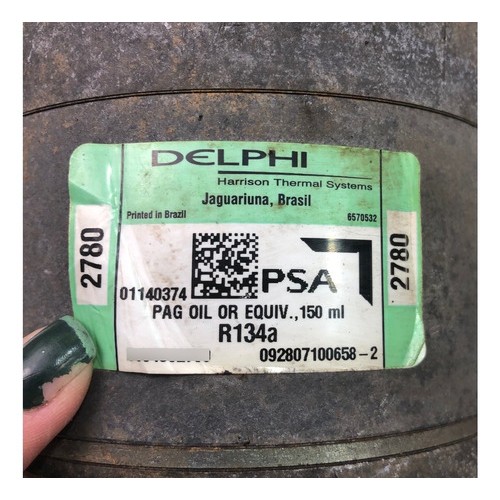 DELPHI
Harrison Thermal Systems
Jaguariuna, Brasil
Printed in Brazil 6570532
2780
2780
01140374
PSA
PAG OIL OR EQUIV.,150 ml
R134a
092807100658-2